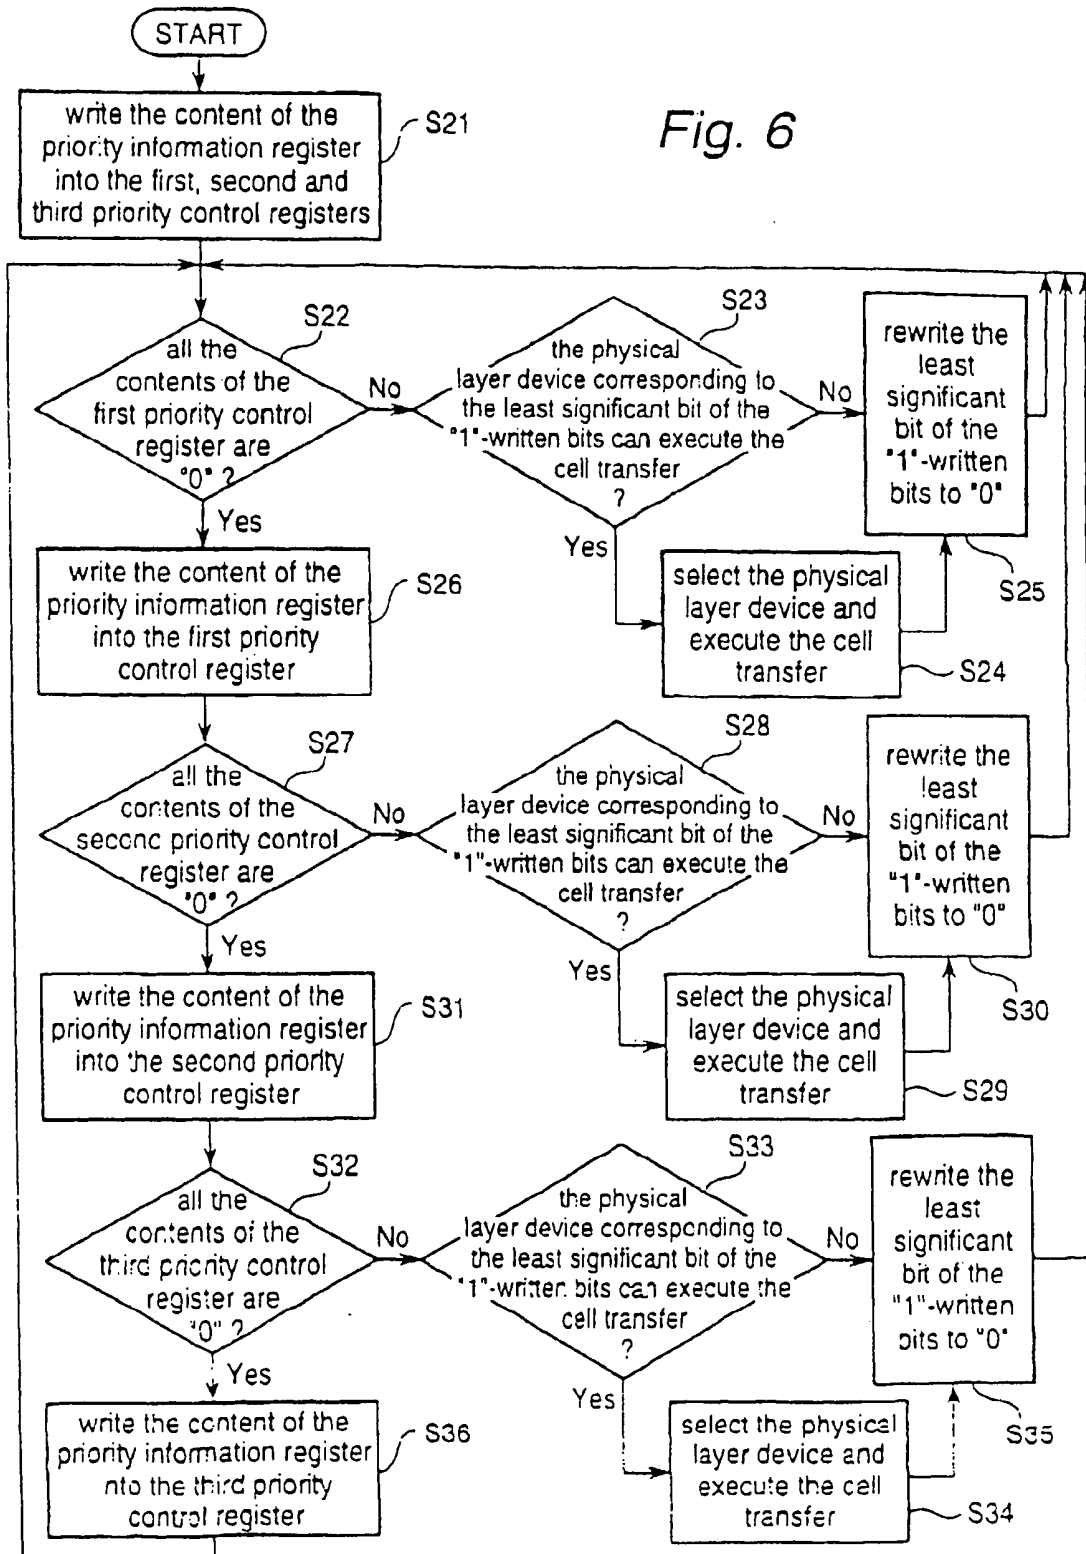 START
Fig. 6
write the content of the
priority information register
into the first, second and
third priority control registers
S21
S22
all the
contents of the
first priority control
register are
"0" ?
No
Yes
S23
the physical
layer device corresponding to
the least significant bit of the
"1"-written bits can execute the
cell transfer
?
No
Yes
rewrite the
least
significant
bit of the
"1"-written
bits to "0"
S25
select the physical
layer device and
execute the cell
transfer
S24
write the content of the
priority information register
into the first priority
control register
S26
S27
all the
contents of the
second priority control
register are
"0" ?
No
Yes
S28
the physical
layer device corresponding to
the least significant bit of the
"1"-written bits can execute the
cell transfer
?
No
Yes
rewrite the
least
significant
bit of the
"1"-written
bits to "0"
S30
select the physical
layer device and
execute the cell
transfer
S29
write the content of the
priority information register
into the second priority
control register
S31
S32
all the
contents of the
third priority control
register are
"0" ?
No
Yes
S33
the physical
layer device corresponding to
the least significant bit of the
"1"-written bits can execute the
cell transfer
?
No
Yes
rewrite the
least
significant
bit of the
"1"-written
bits to "0"
S35
select the physical
layer device and
execute the cell
transfer
S34
write the content of the
priority information register
into the third priority
control register
S36